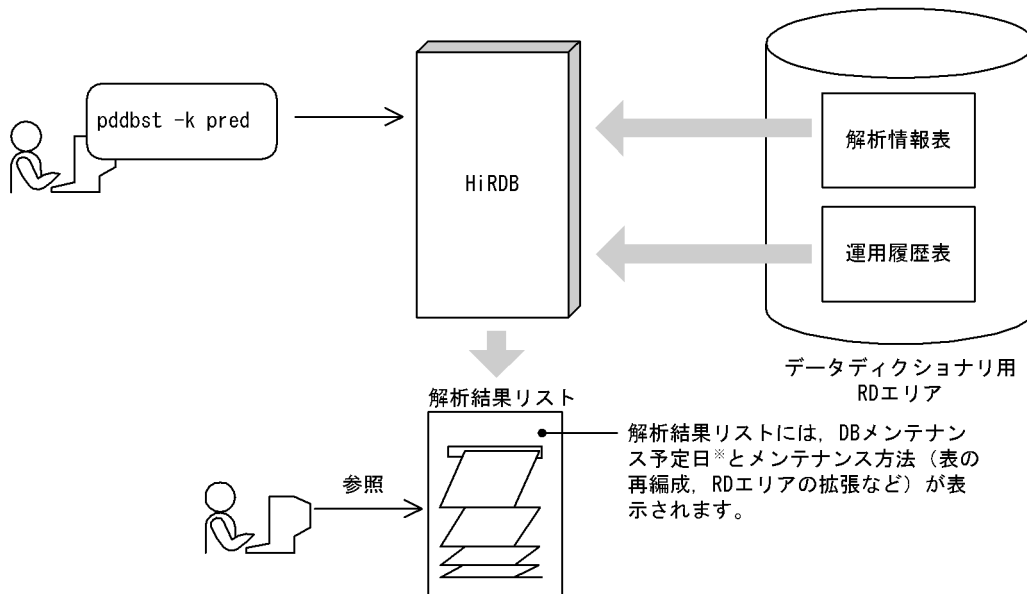 pddbst -k pred
HiRDB
解析情報表
運用履歴表
データディクショナリ用
RDエリア
解析結果リスト
解析結果リストには，DBメンテナン
ス予定日※とメンテナンス方法（表の
再編成，RDエリアの拡張など）が表
示されます。
参照